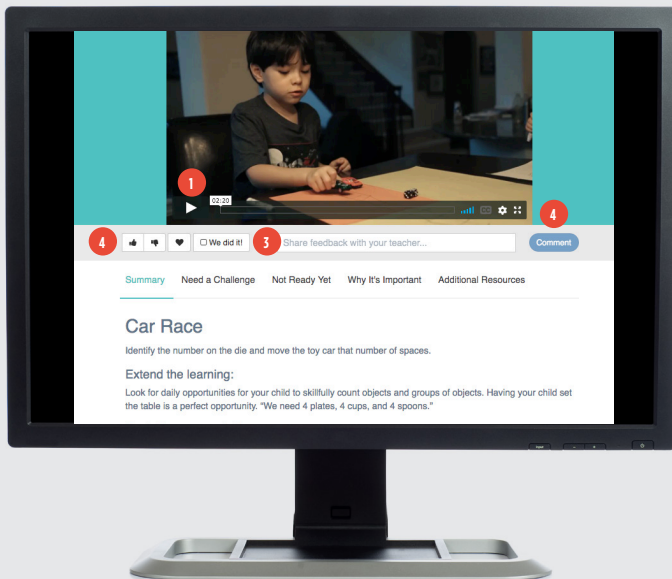 1
02:20
4
4
We did it!
3
Share feedback with your teacher...
Comment
Summary Need a Challenge Not Ready Yet Why It's Important Additional Resources
Car Race
Identify the number on the die and move the toy car that number of spaces.
Extend the learning:
Look for daily opportunities for your child to skillfully count objects and groups of objects. Having your child set
the table is a perfect opportunity. "We need 4 plates, 4 cups, and 4 spoons."